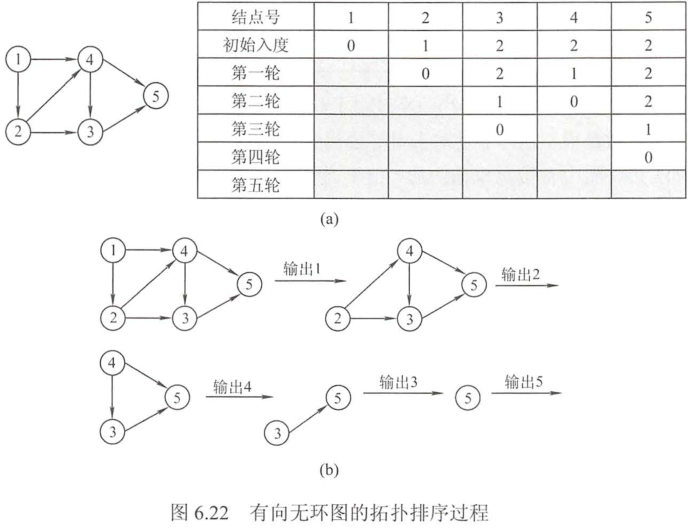 1 4 5 2 3
结点号 1 2 3 4 5
初始入度 0 1 2 2 2
第一轮 0 2 1 2
第二轮 1 0 2
第三轮 0 1
第四轮 0
第五轮
(a)
1 4 5 2 3
输出1
4 5 2 3
输出2
4 5 3
输出4
5 3
输出3
5
输出5
(b)
图 6.22 有向无环图的拓扑排序过程